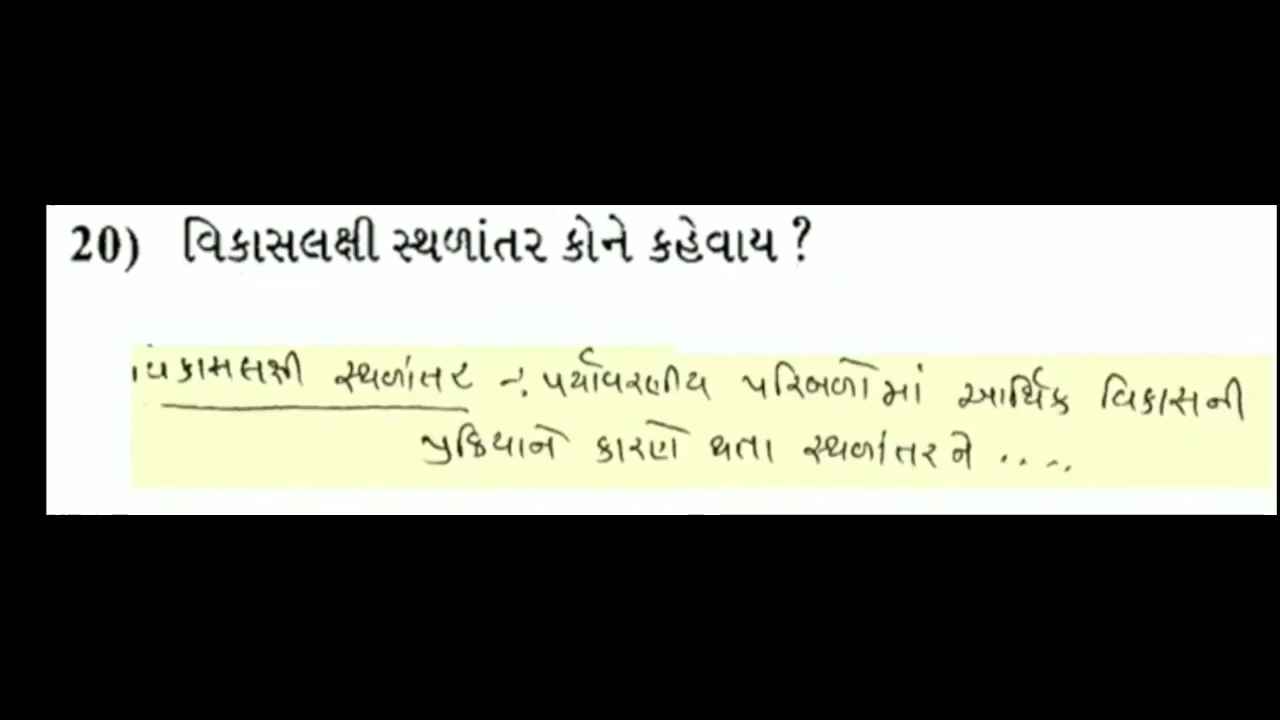 20) વિકાસલક્ષી સ્થળાંતર કોને કહેવાય ?
વિકાસલક્ષી સ્થળાંતર :- પર્યાવરણીય પરિબળોમાં આર્થિક વિકાસની
પ્રક્રિયાને કારણે થતા સ્થળાંતરને ....